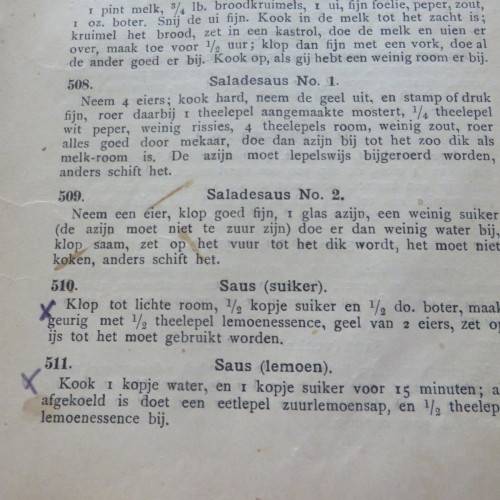 1 pint melk, 3/4 lb. broodkruimels, 1 ui, fijn foelie, peper, zout,
1 oz. boter. Snij de ui fijn. Kook in de melk tot het zacht is;
kruimel het brood, zet in een kastrol, doe de melk en uien er
over, maak toe voor 1/2 uur; klop dan fijn met een vork, doe al
de ander goed er bij. Kook op, als gij hebt een weinig room er bij.
508. Saladesaus No. 1.
Neem 4 eiers; kook hard, neem de geel uit, en stamp of druk
fijn, roer daarbij 1 theelepel aangemaakte mostert, 1/4 theelepel
wit peper, weinig rissies, 4 theelepels room, weinig zout, roer
alles goed door mekaar, doe dan azijn bij tot het zoo dik als
melk-room is. De azijn moet lepelswijs bijgeroerd worden,
anders schift het.
509. Saladesaus No. 2.
Neem een eier, klop goed fijn, 1 glas azijn, een weinig suiker
(de azijn moet niet te zuur zijn) doe er dan weinig water bij,
klop saam, zet op het vuur tot het dik wordt, het moet niet
koken, anders schift het.
510. Saus (suiker).
x Klop tot lichte room, 1/2 kopje suiker en 1/2 do. boter, maak
geurig met 1/2 theelepel lemoenessence, geel van 2 eiers, zet op
ijs tot het moet gebruikt worden.
511. Saus (lemoen).
x Kook 1 kopje water, en 1 kopje suiker voor 15 minuten; a
afgekoeld is doet een eetlepel zuurlemoensap, en 1/2 theelep
lemoenessence bij.